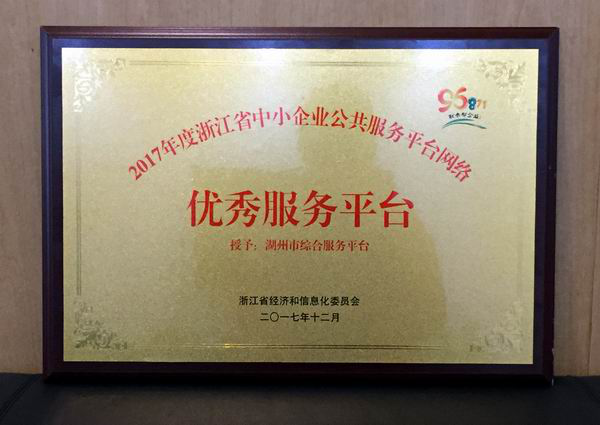 96871
2017年度浙江省中小企业公共服务平台网络
优秀服务平台
授予：湖州市综合服务平台
浙江省经济和信息化委员会
二〇一七年十二月